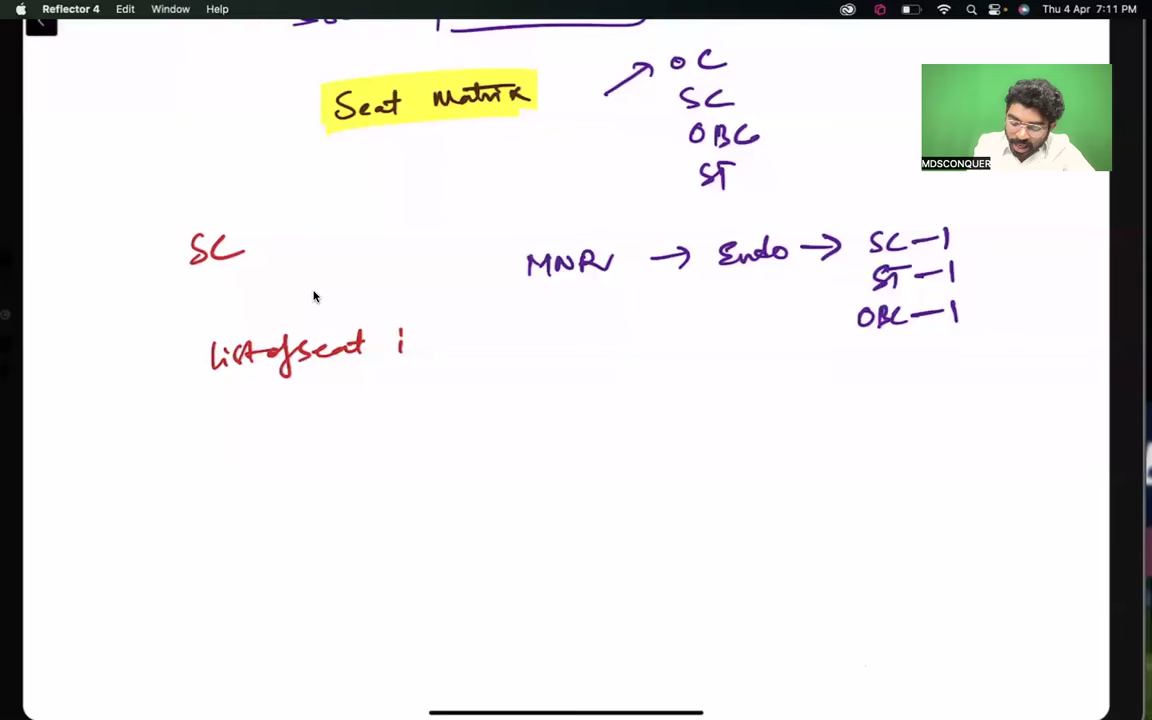 Reflector 4 Edit Window Help Thu 4 Apr 7:11 PM
Seat Matrix
OC
SC
OBC
ST
MDSCONQUER
SC
MNR → Endo → SC-1
ST-1
OBC-1
list of seat i